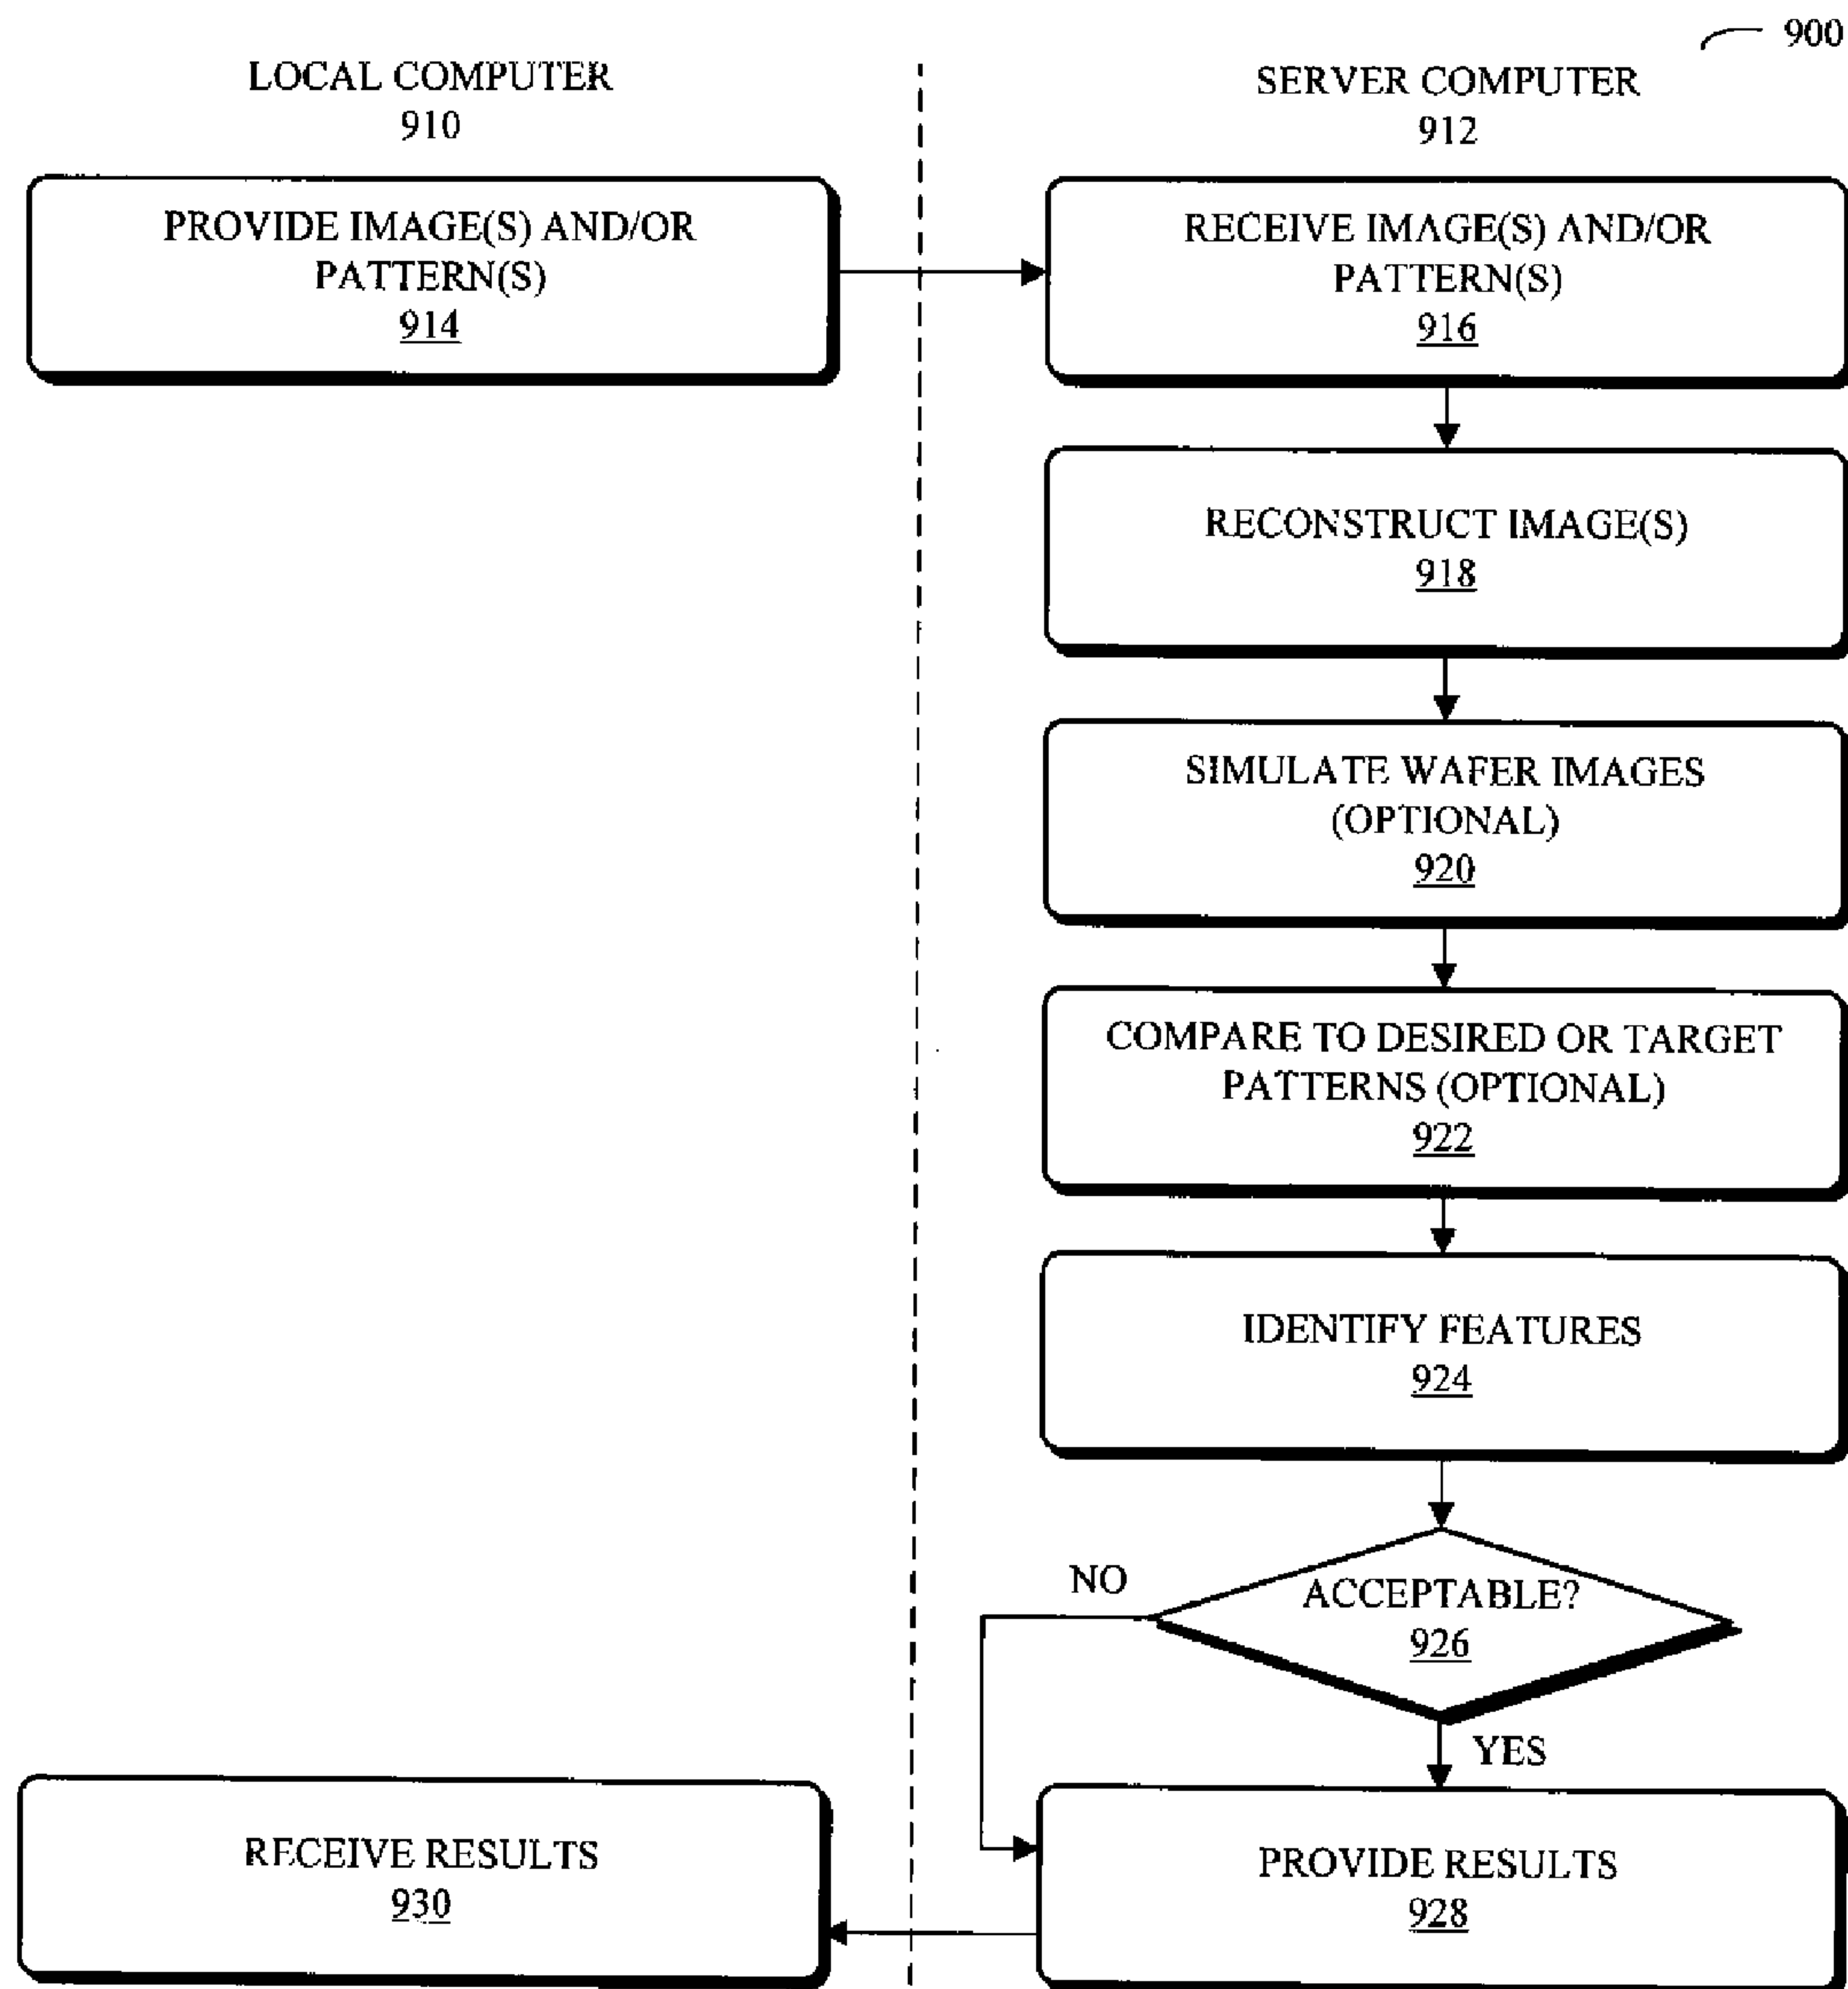 900
LOCAL COMPUTER
910
SERVER COMPUTER
912
PROVIDE IMAGE(S) AND/OR
PATTERN(S)
914
RECEIVE IMAGE(S) AND/OR
PATTERN(S)
916
RECONSTRUCT IMAGE(S)
918
SIMULATE WAFER IMAGES
(OPTIONAL)
920
COMPARE TO DESIRED OR TARGET
PATTERNS (OPTIONAL)
922
IDENTIFY FEATURES
924
NO
ACCEPTABLE?
926
YES
RECEIVE RESULTS
930
PROVIDE RESULTS
928